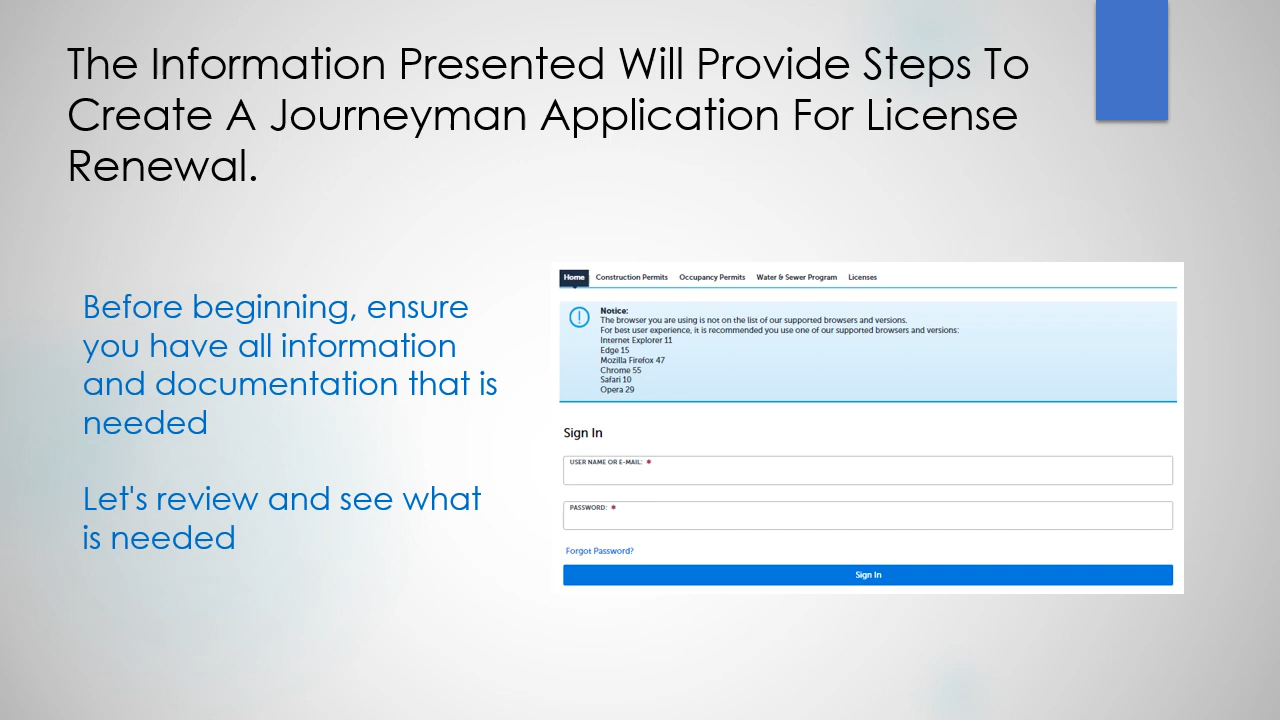 The Information Presented Will Provide Steps To
Create A Journeyman Application For License
Renewal.
Before beginning, ensure
you have all information
and documentation that is
needed
Let's review and see what
is needed
Home Construction Permits Occupancy Permits Water & Sewer Program Licenses
Notice:
The browser you are using is not on the list of our supported browsers and versions.
For best user experience, it is recommended you use one of our supported browsers and versions:
Internet Explorer 11
Edge 15
Mozilla Firefox 47
Chrome 55
Safari 10
Opera 29
Sign In
USER NAME OR E-MAIL: *
PASSWORD: *
Forgot Password?
Sign In